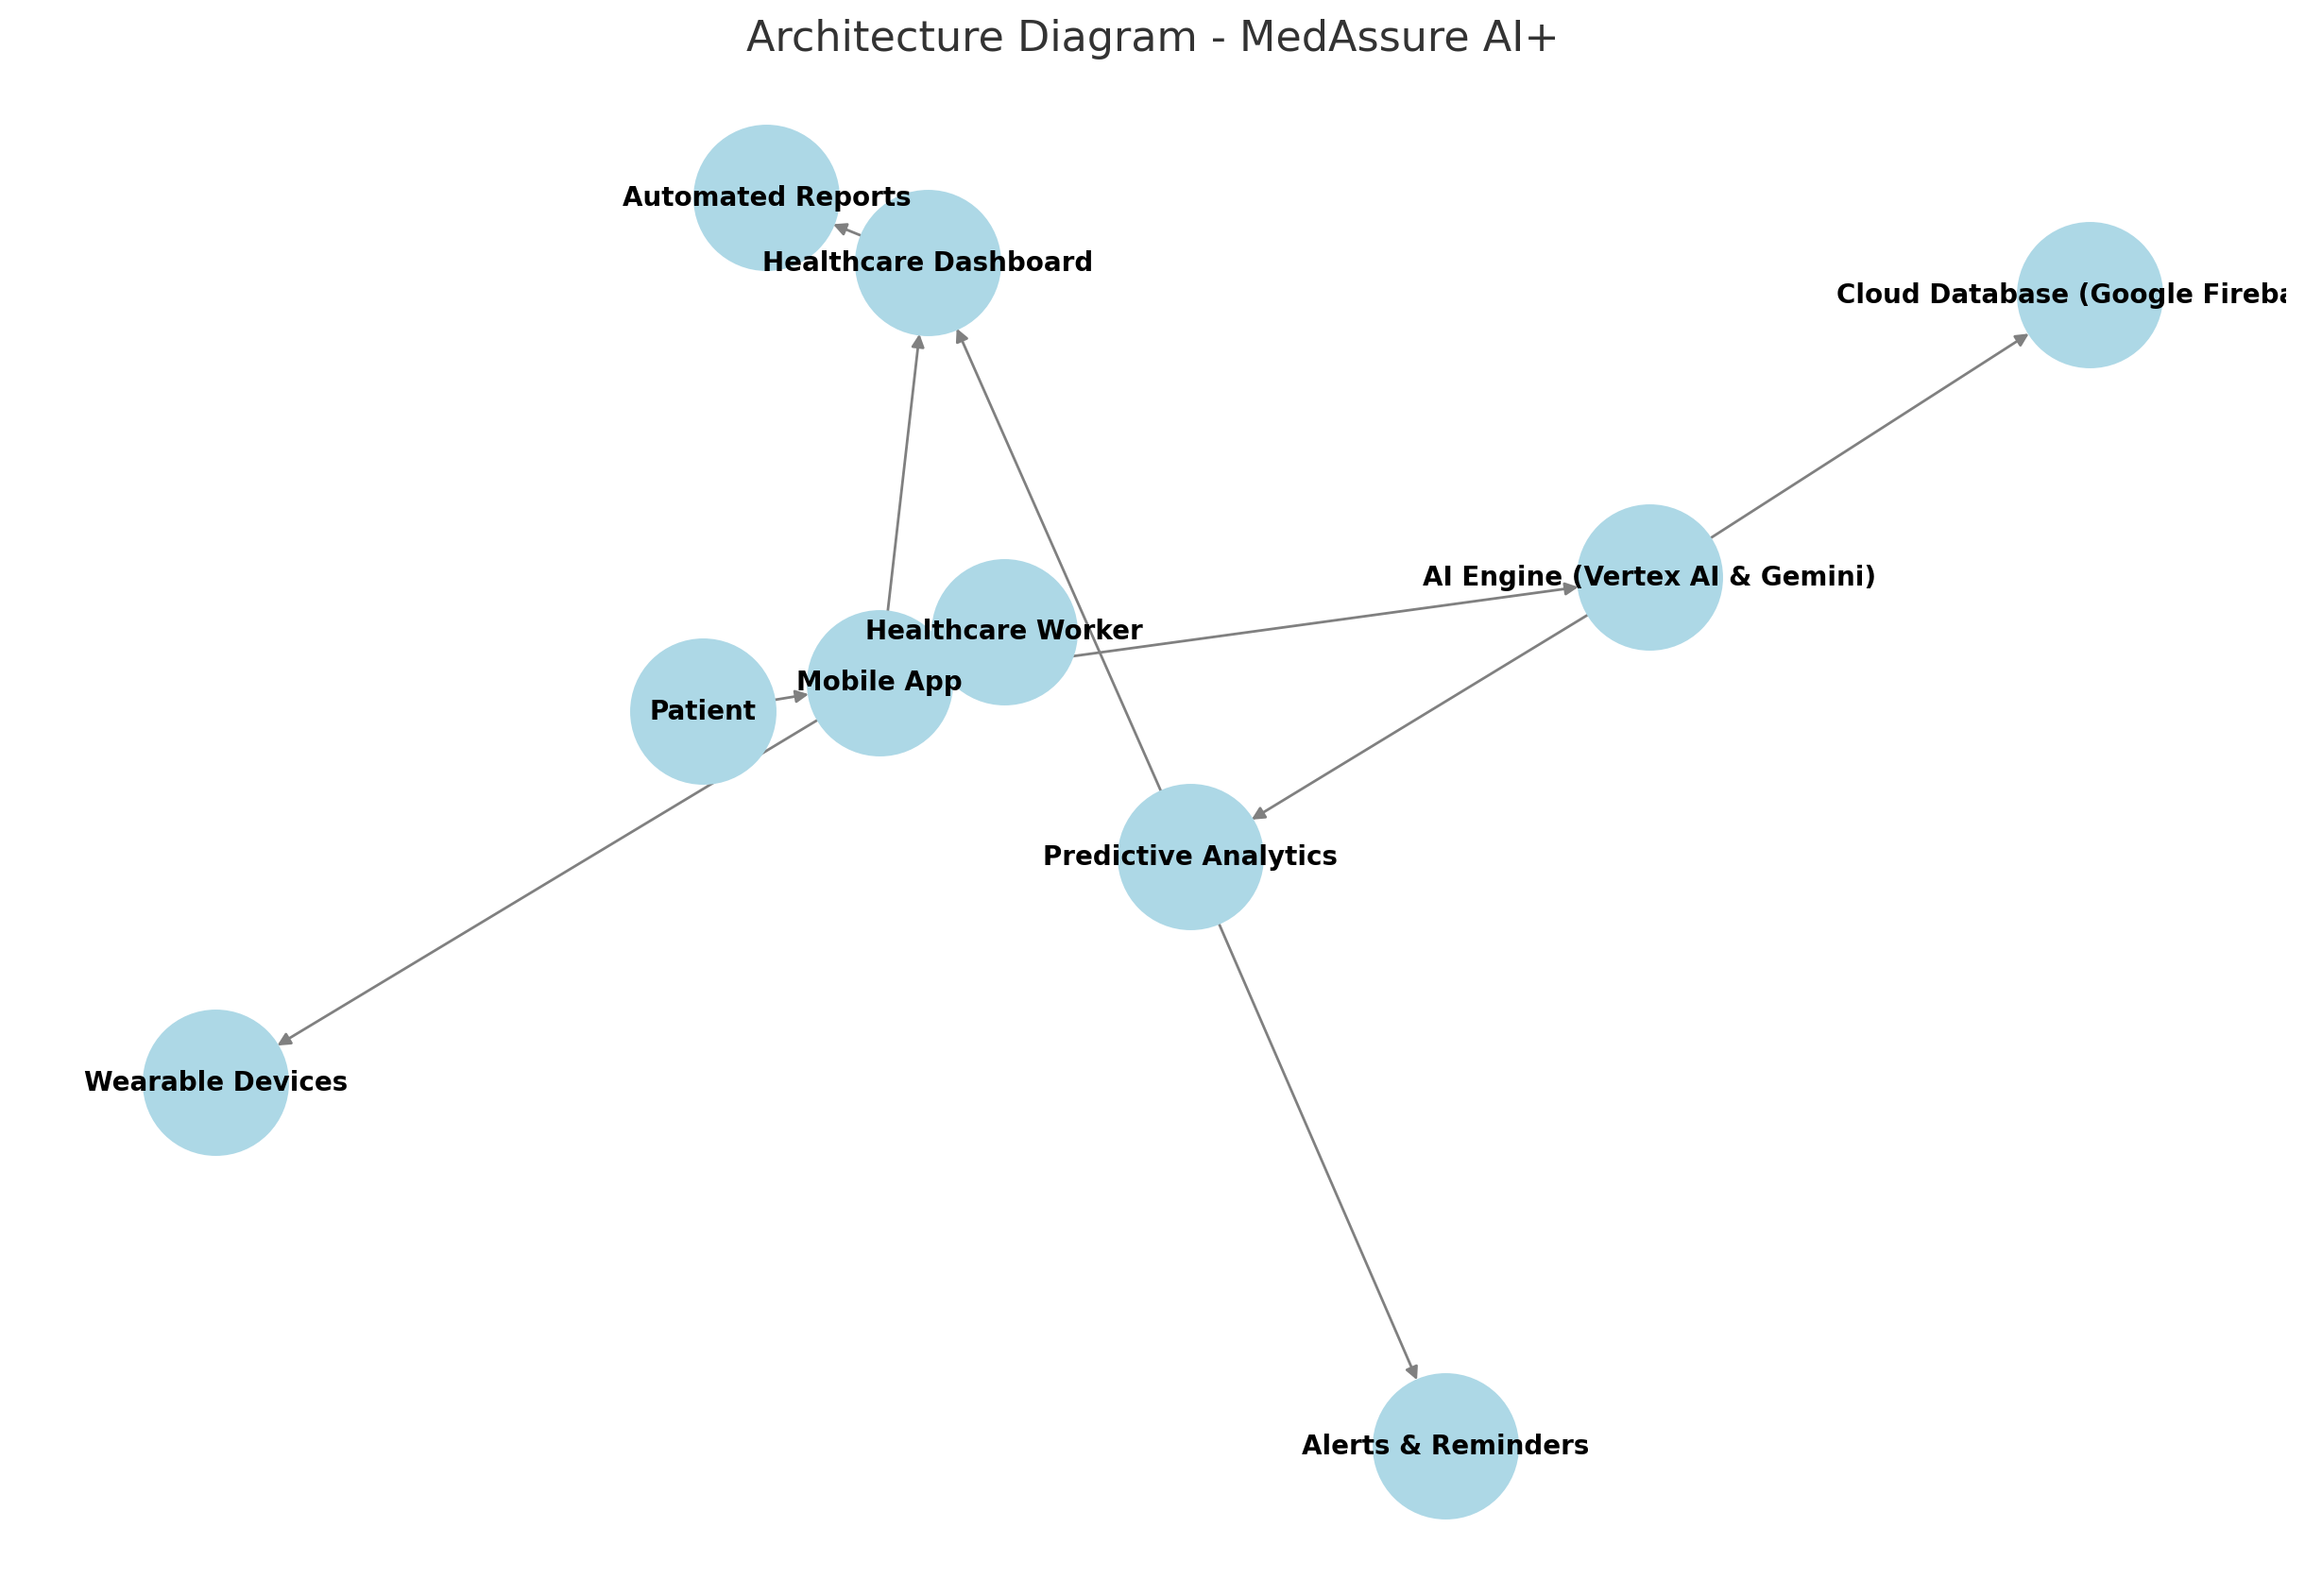 Architecture Diagram - MedAssure AI+
Automated Reports
Healthcare Dashboard
Cloud Database (Google Fireba
AI Engine (Vertex AI & Gemini)
Healthcare Worker
Mobile App
Patient
Predictive Analytics
Wearable Devices
Alerts & Reminders